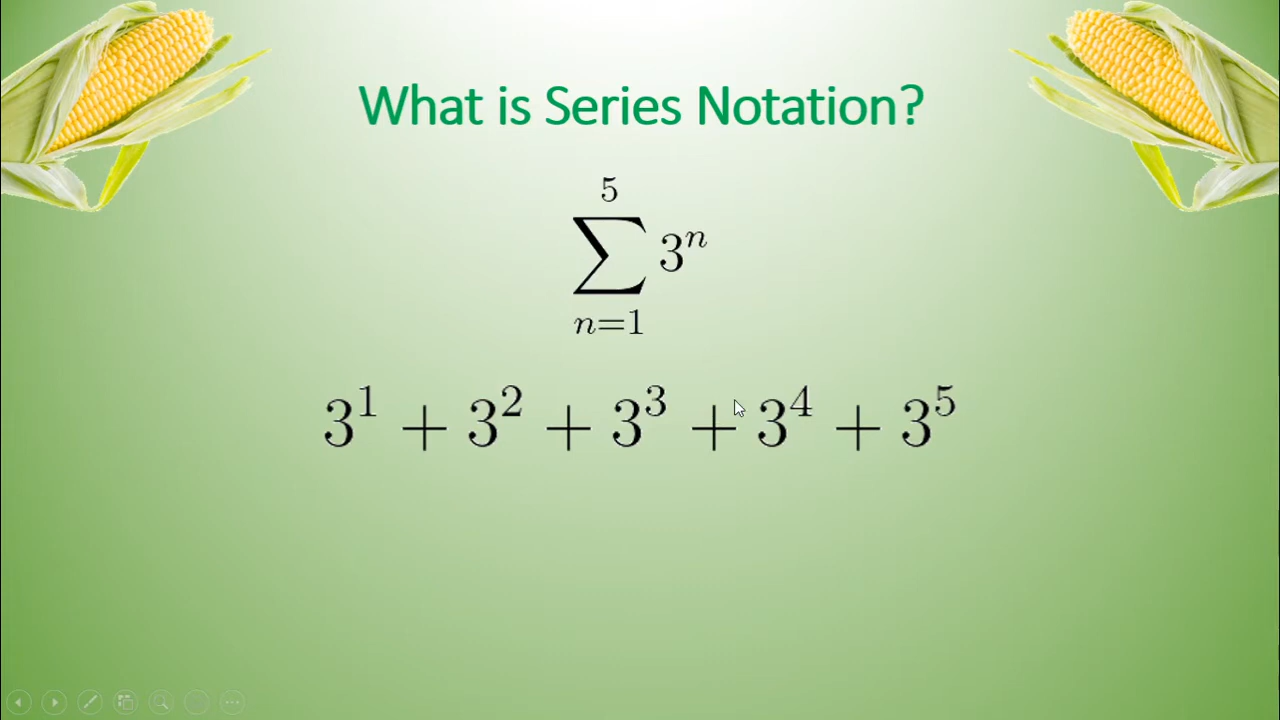 What is Series Notation?
5
∑ 3ⁿ
n=1
3¹ + 3² + 3³ + 3⁴ + 3⁵